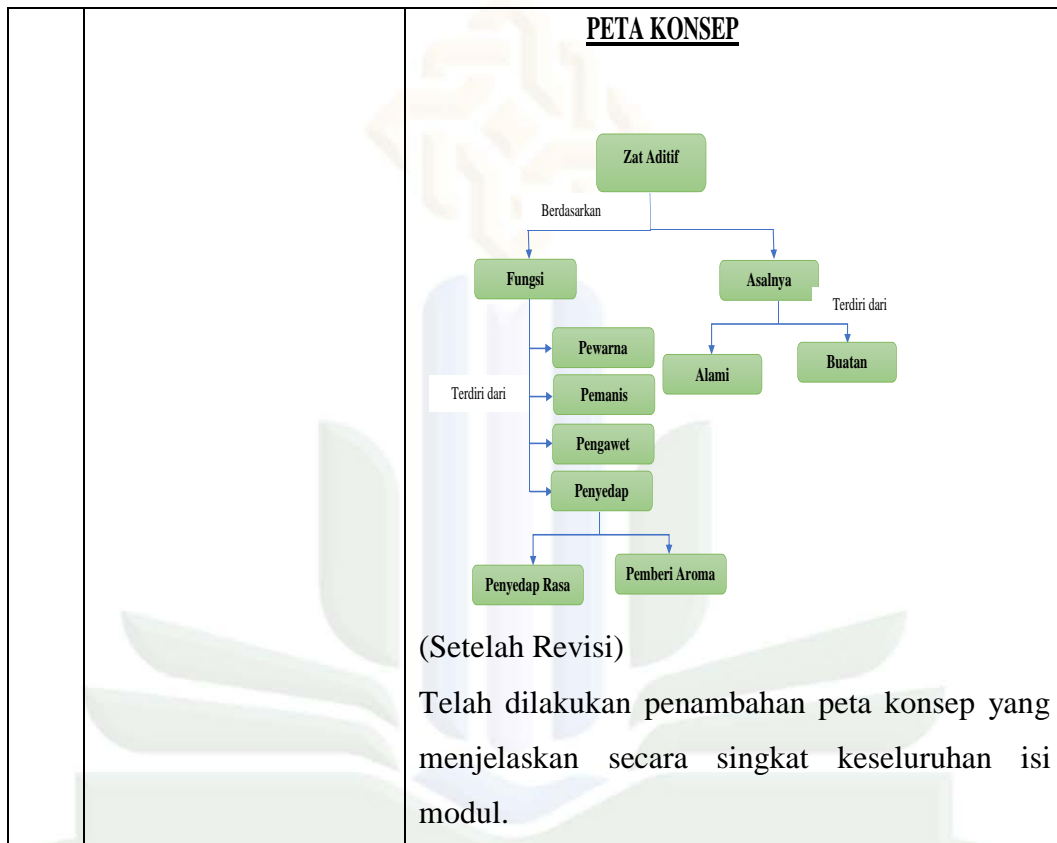 PETA KONSEP
Zat Aditif
Berdasarkan
Fungsi
Asalnya
Terdiri dari
Pewarna
Alami
Buatan
Terdiri dari
Pemanis
Pengawet
Penyedap
Penyedap Rasa
Pemberi Aroma
(Setelah Revisi)
Telah dilakukan penambahan peta konsep yang
menjelaskan secara singkat keseluruhan isi
modul.